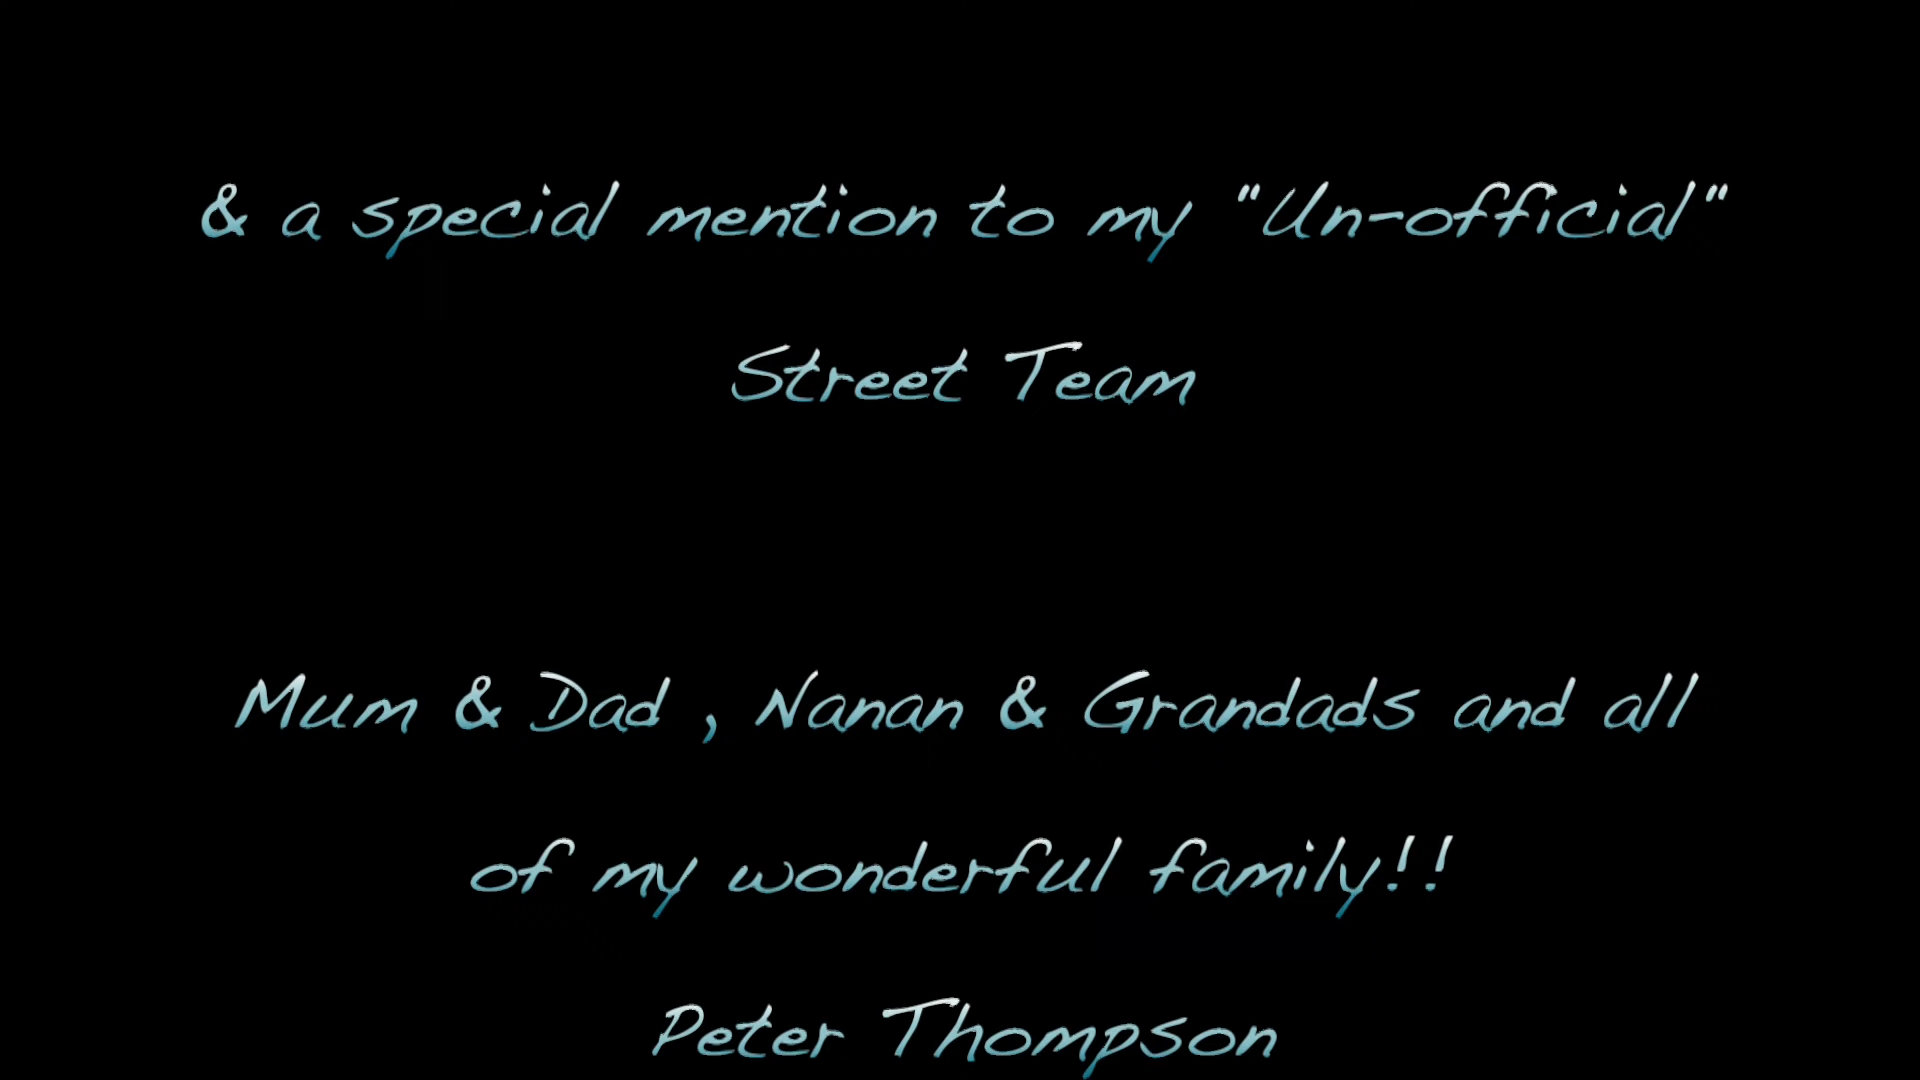 & a special mention to my "Un-official"
Street Team
Mum & Dad , Nanan & Grandads and all
of my wonderful family!!
Peter Thompson